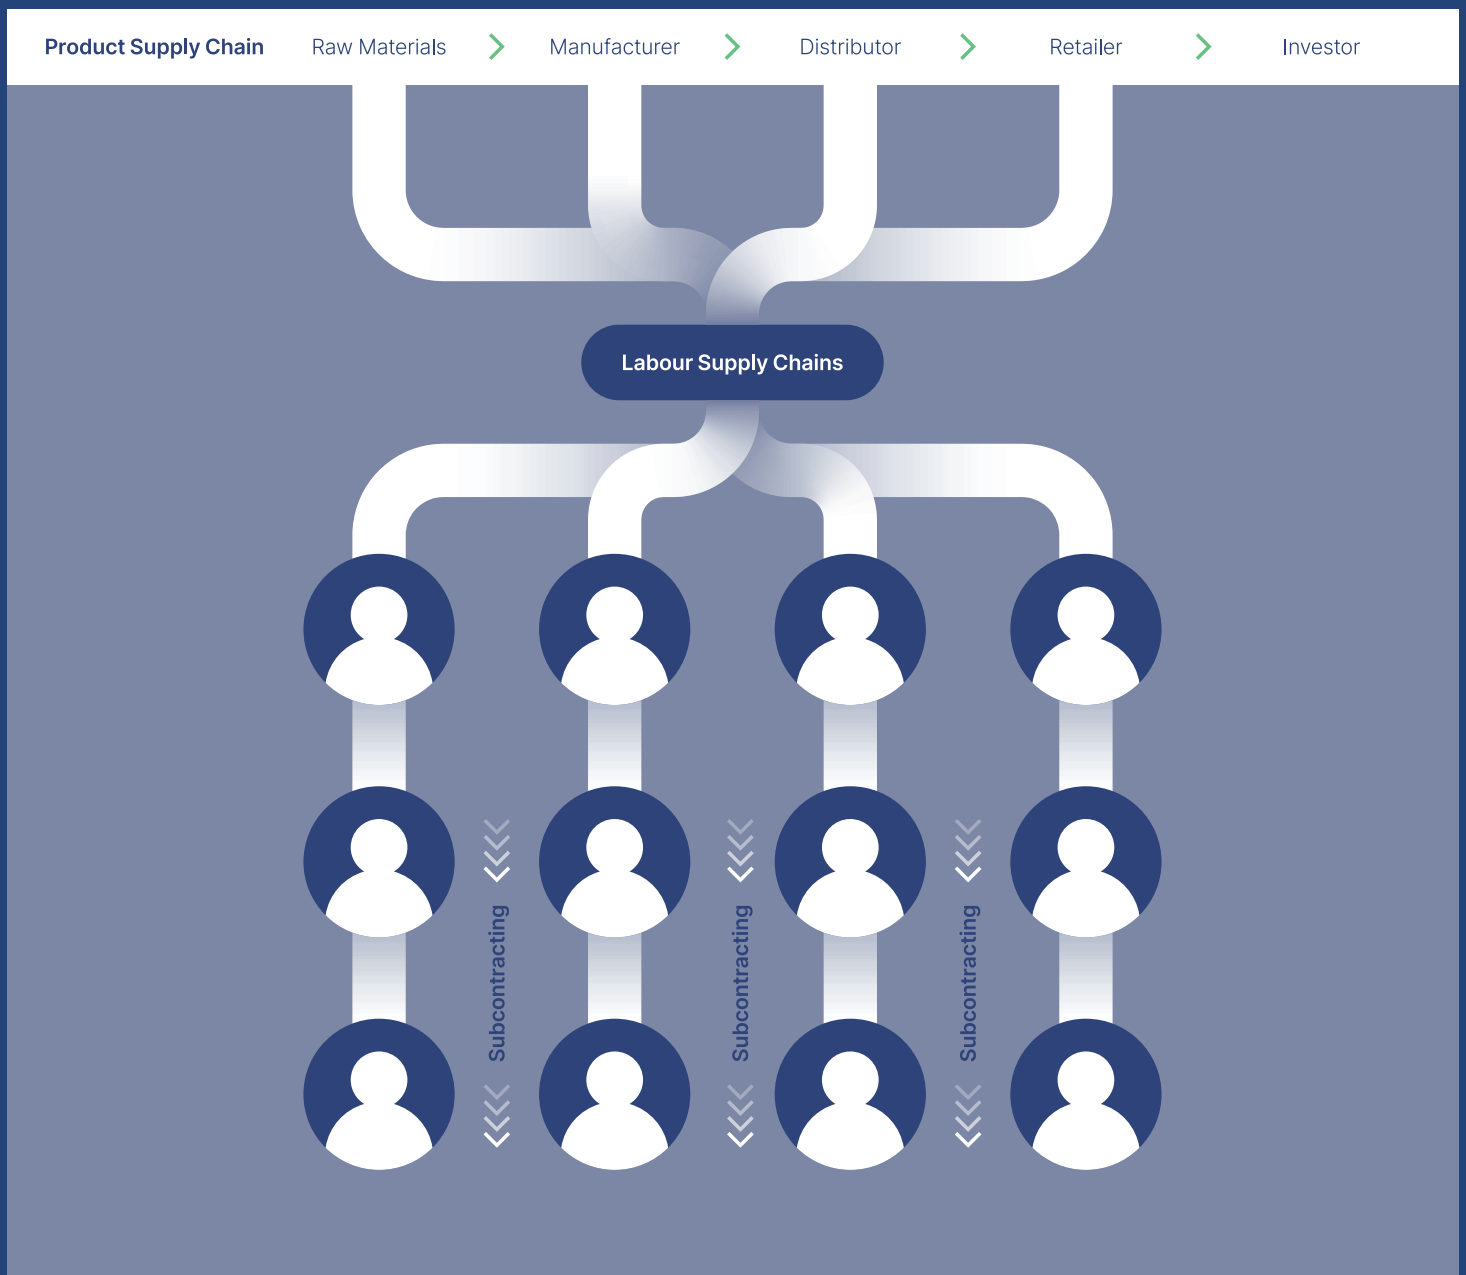 Product Supply Chain
Raw Materials
Manufacturer
Distributor
Retailer
Investor
Labour Supply Chains
Subcontracting
Subcontracting
Subcontracting